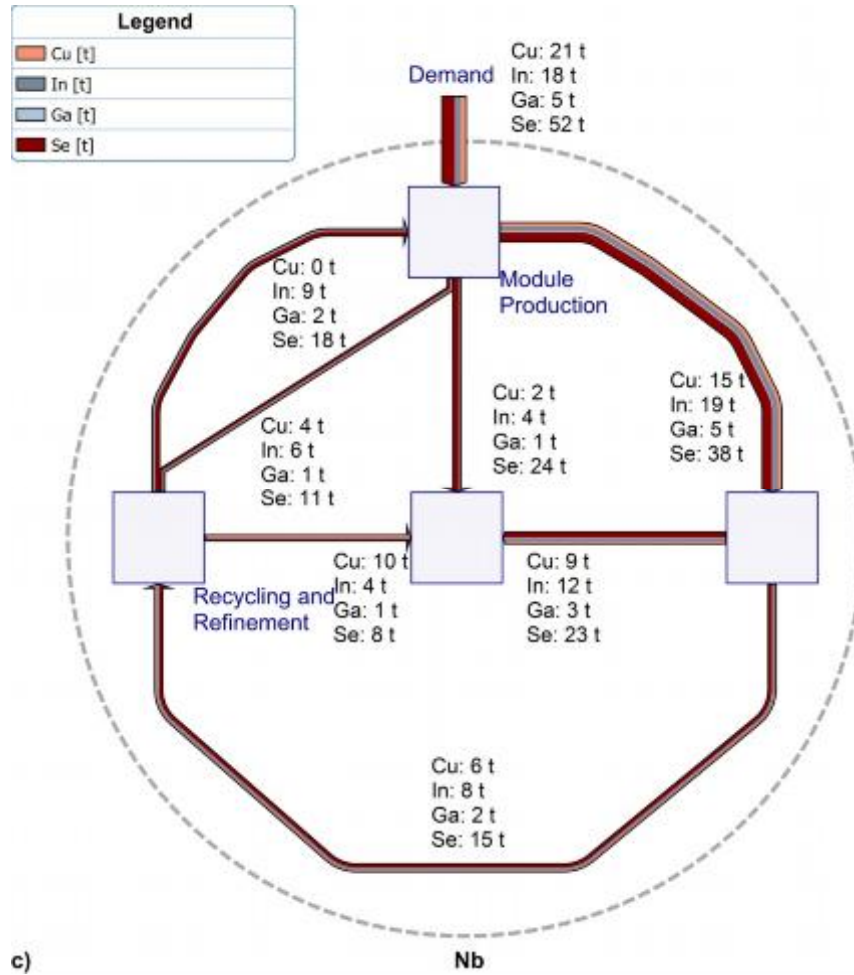 Legend
Cu [t]
In [t]
Ga [t]
Se [t]
Demand
Cu: 21 t
In: 18 t
Ga: 5 t
Se: 52 t
Module
Production
Cu: 0 t
In: 9 t
Ga: 2 t
Se: 18 t
Cu: 15 t
In: 19 t
Ga: 5 t
Se: 38 t
Cu: 2 t
In: 4 t
Ga: 1 t
Se: 24 t
Cu: 4 t
In: 6 t
Ga: 1 t
Se: 11 t
Recycling and
Refinement
Cu: 10 t
In: 4 t
Ga: 1 t
Se: 8 t
Cu: 9 t
In: 12 t
Ga: 3 t
Se: 23 t
Cu: 6 t
In: 8 t
Ga: 2 t
Se: 15 t
c)
Nb